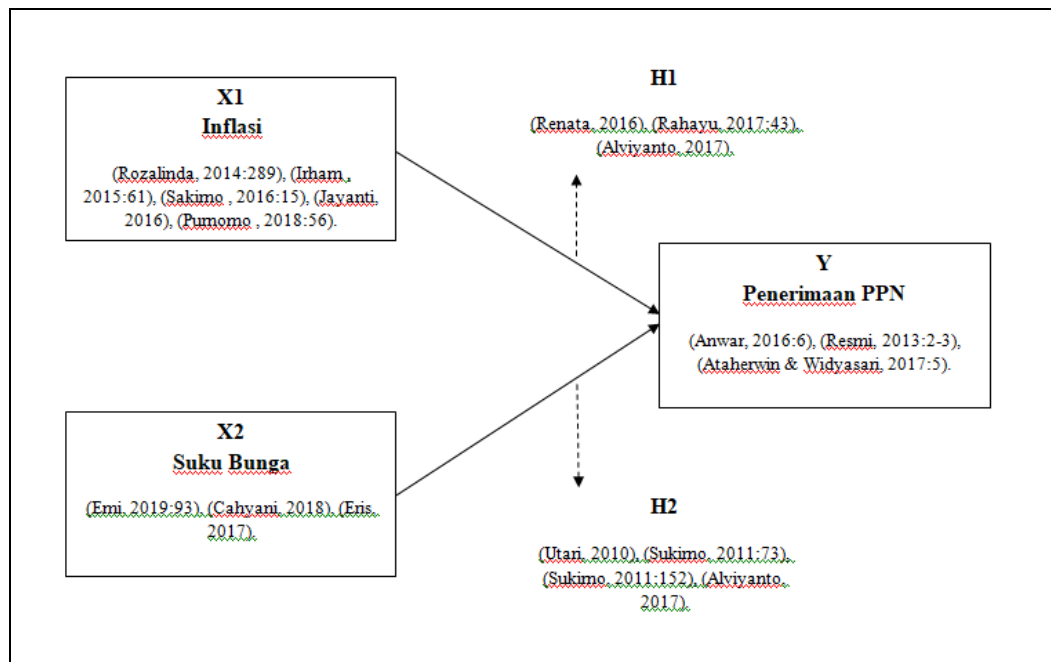 X1
Inflasi
(Rozalinda, 2014:289), (Irham ,
2015:61), (Sakirno , 2016:15), (Jayanti,
2016), (Purnomo , 2018:56).
H1
(Renata, 2016), (Rahayu, 2017:43),
(Alviyanto, 2017).
Y
Penerimaan PPN
(Anwar, 2016:6), (Resmi, 2013:2-3),
(Ataherwin & Widyasari, 2017:5).
X2
Suku Bunga
(Erni, 2019:93), (Cahyani, 2018), (Eris,
2017).
H2
(Utari, 2010), (Sukirno, 2011:73),
(Sukirno, 2011:152), (Alviyanto,
2017).